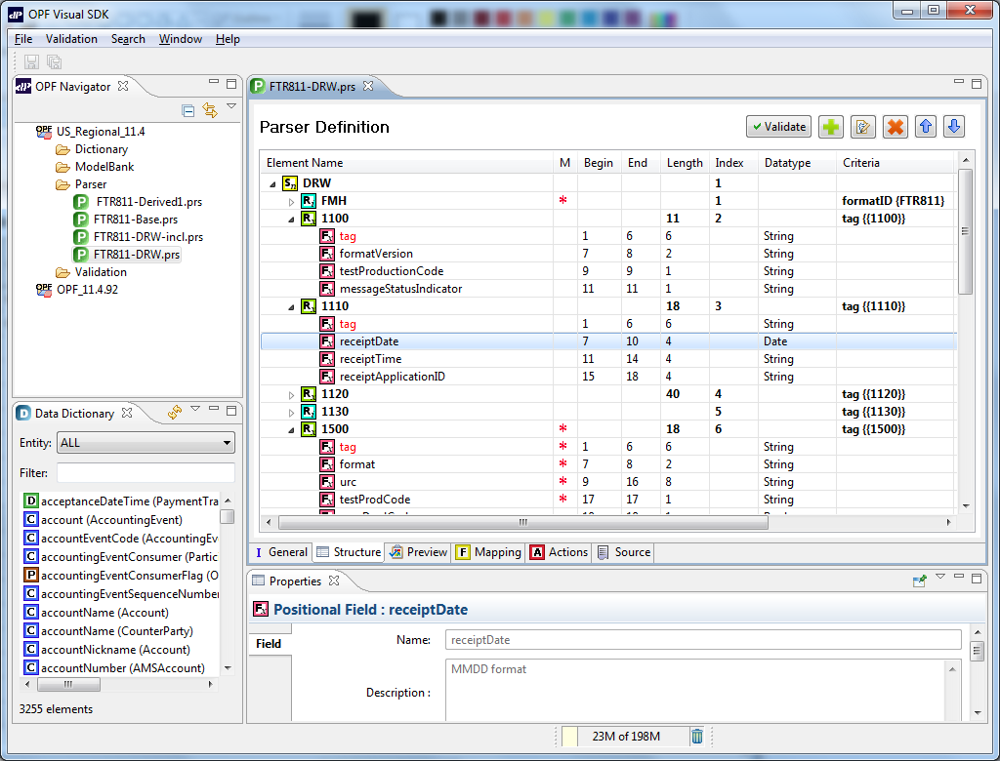 OPF Visual SDK
File Validation Search Window Help
OPF Navigator
US_Regional_11.4
Dictionary
ModelBank
Parser
FTR811-Derived1.prs
FTR811-Base.prs
FTR811-DRW-incl.prs
FTR811-DRW.prs
Validation
OPF_11.4.92
Data Dictionary
Entity: ALL
Filter:
acceptanceDateTime (PaymentTra
account (AccountingEvent)
accountEventCode (AccountingEv
accountingEventConsumer (Partic
accountingEventConsumerFlag (O
accountingEventSequenceNumber
accountName (Account)
accountName (CounterParty)
accountNickname (Account)
accountNumber (AMSAccount)
3255 elements
FTR811-DRW.prs
Parser Definition
Validate
Element Name M Begin End Length Index Datatype Criteria
DRW 1
FMH * 1 formatID {FTR811}
1100 11 2 tag {{1100}}
tag 1 6 6 String
formatVersion 7 8 2 String
testProductionCode 9 9 1 String
messageStatusIndicator 11 11 1 String
1110 18 3 tag {{1110}}
tag 1 6 6 String
receiptDate 7 10 4 Date
receiptTime 11 14 4 String
receiptApplicationID 15 18 4 String
1120 40 4 tag {{1120}}
1130 5 tag {{1130}}
1500 * 18 6 tag {{1500}}
tag * 1 6 6 String
format * 7 8 2 String
urc * 9 16 8 String
testProdCode * 17 17 1 String
General Structure Preview Mapping Actions Source
Properties
Positional Field : receiptDate
Field
Name: receiptDate
Description : MMDD format
23M of 198M